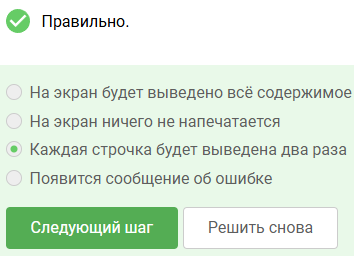 Правильно.
На экран будет выведено всё содержимое
На экран ничего не напечатается
Каждая строчка будет выведена два раза
Появится сообщение об ошибке
Следующий шаг
Решить снова